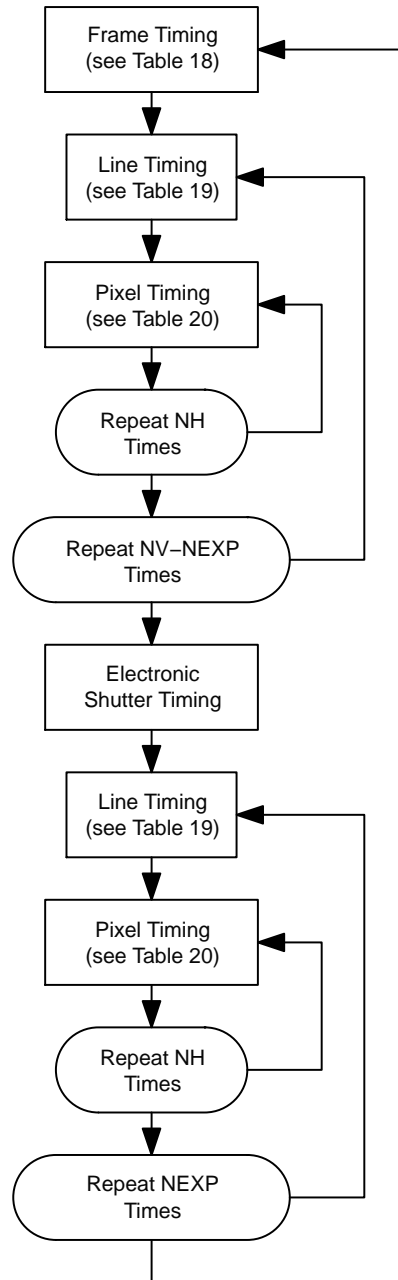 Frame Timing
(see Table 18)
Line Timing
(see Table 19)
Pixel Timing
(see Table 20)
Repeat NH
Times
Repeat NV−NEXP
Times
Electronic
Shutter Timing
Line Timing
(see Table 19)
Pixel Timing
(see Table 20)
Repeat NH
Times
Repeat NEXP
Times